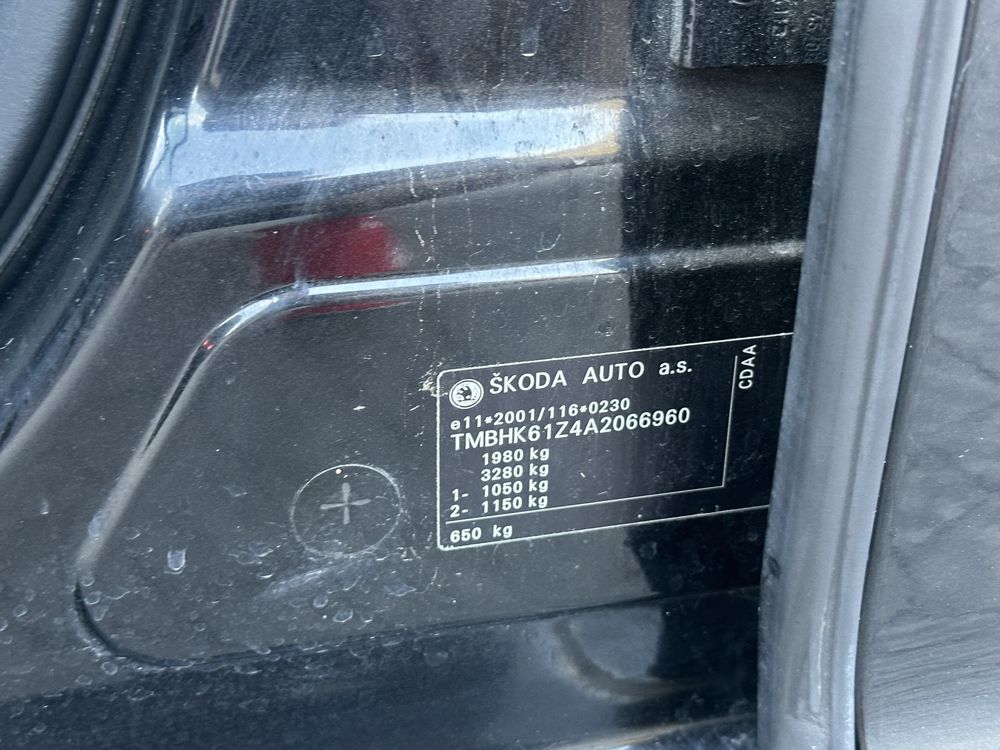 ŠKODA AUTO a.s.
CDAA
e11*2001/116*0230
TMBHK61Z4A2066960
1980 kg
3280 kg
1- 1050 kg
2- 1150 kg
650 kg